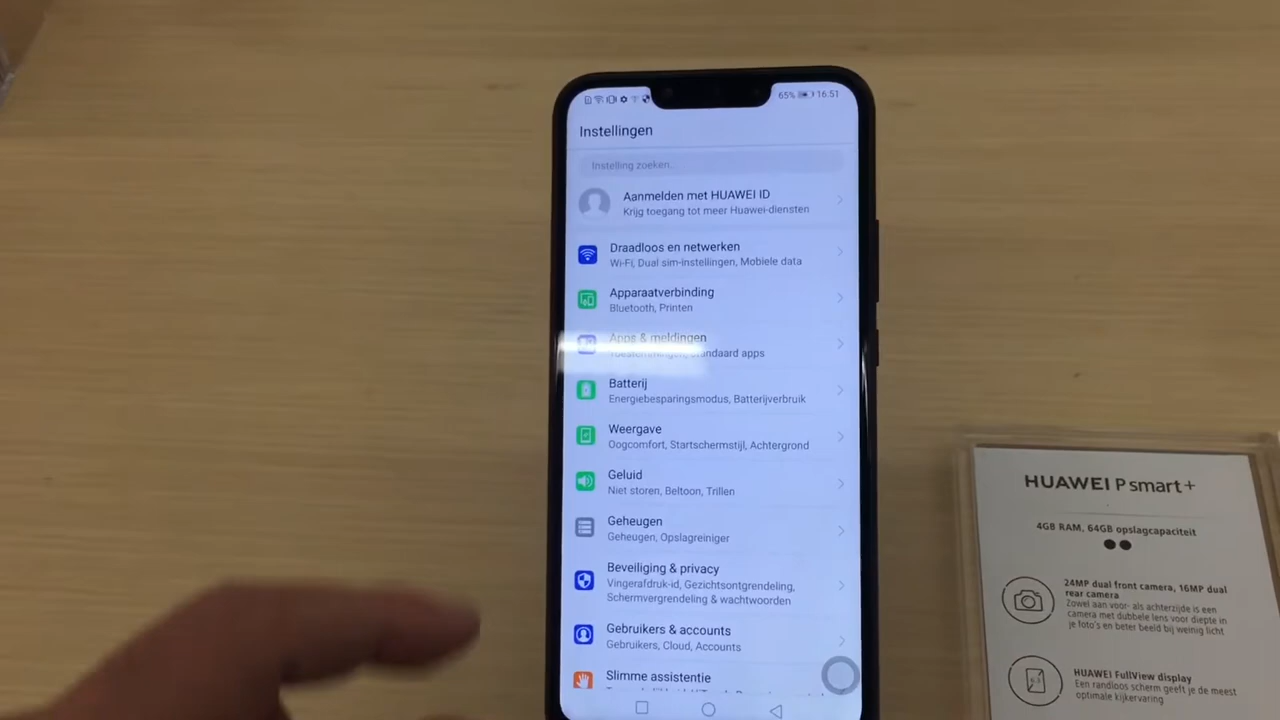 65% 16:51
Instellingen
Instelling zoeken...
Aanmelden met HUAWEI ID
Krijg toegang tot meer Huawei-diensten
Draadloos en netwerken
Wi-Fi, Dual sim-instellingen, Mobiele data
Apparaatverbinding
Bluetooth, Printen
Apps & meldingen
Toestemmingen, Standaard apps
Batterij
Energiebesparingsmodus, Batterijverbruik
Weergave
Oogcomfort, Startschermstijl, Achtergrond
Geluid
Niet storen, Beltoon, Trillen
Geheugen
Geheugen, Opslagreiniger
Beveiliging & privacy
Vingerafdruk-id, Gezichtsontgrendeling,
Schermvergrendeling & wachtwoorden
Gebruikers & accounts
Gebruikers, Cloud, Accounts
Slimme assistentie
HUAWEI P smart+
4GB RAM, 64GB opslagcapaciteit
24MP dual front camera, 16MP dual
rear camera
Zowel aan voor- als achterzijde is een
camera met dubbele lens voor diepte in
je foto's en beter beeld bij weinig licht
6.3
HUAWEI FullView display
Een randloos scherm geeft je de meest
optimale kijkervaring